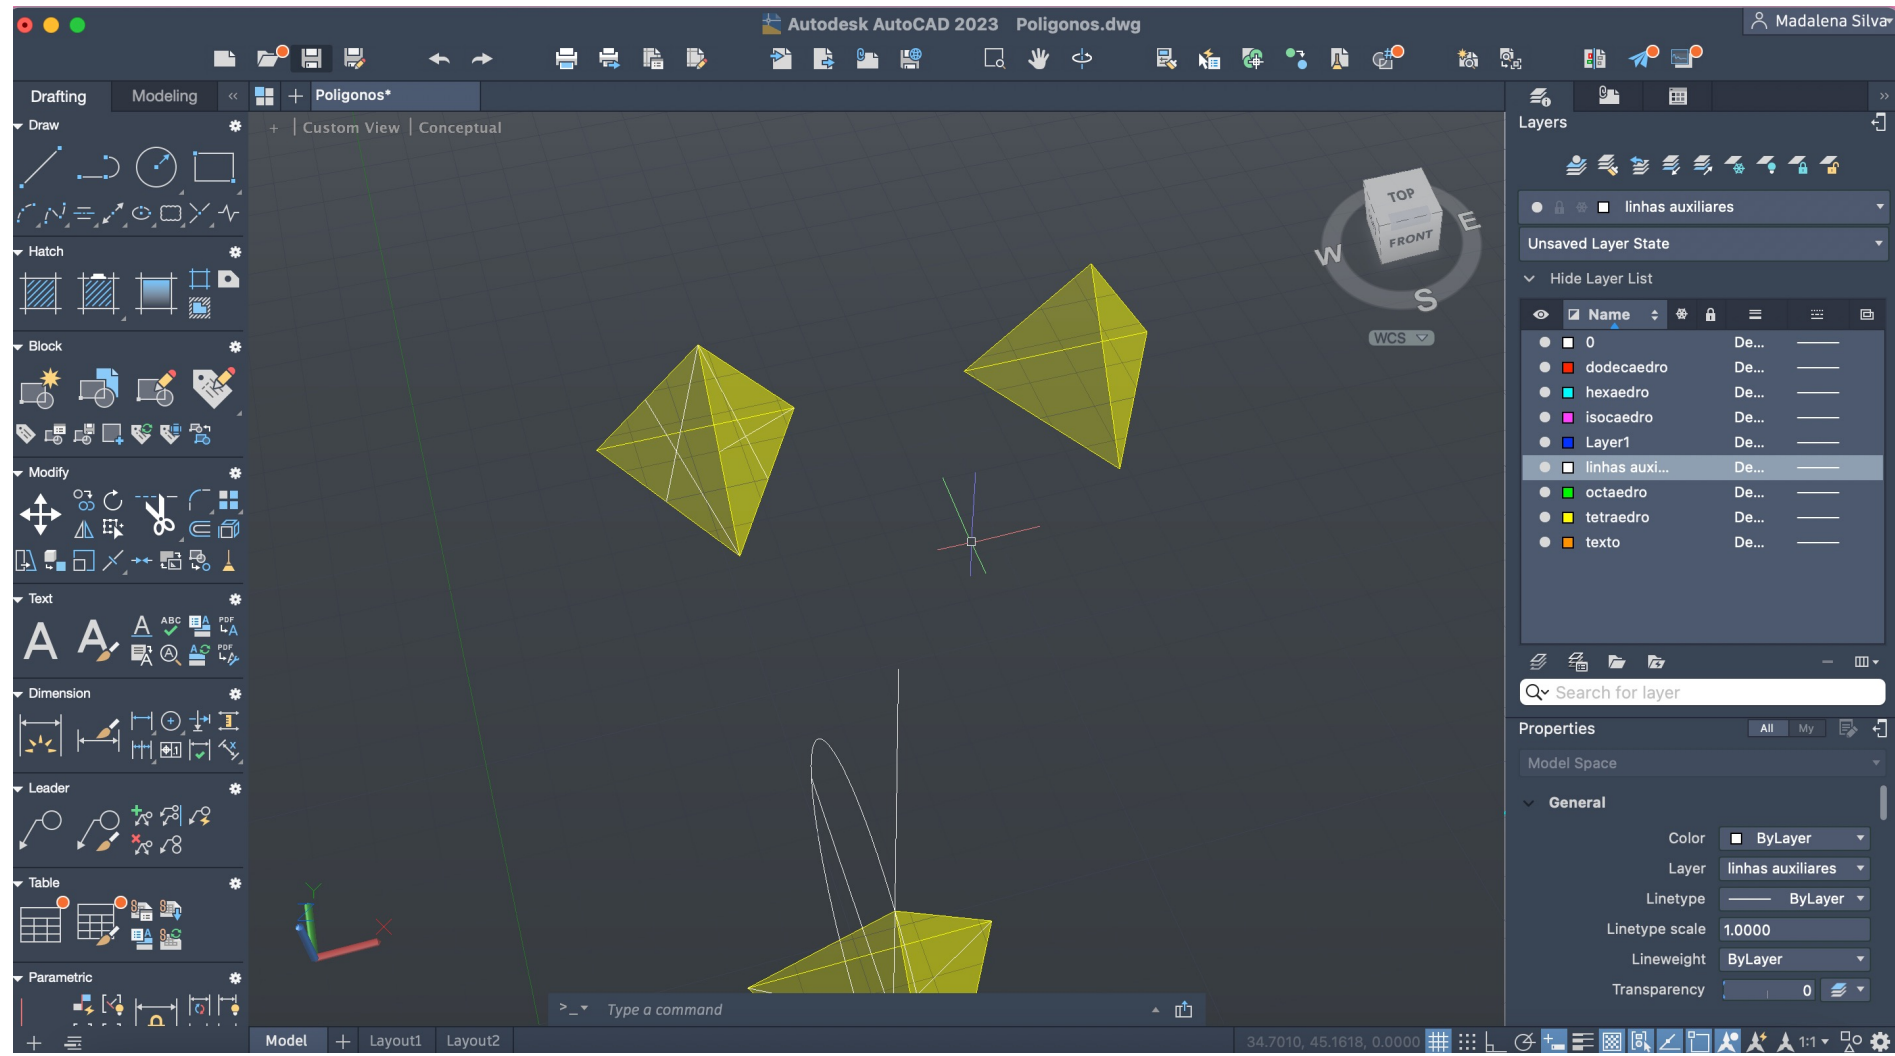 Autodesk AutoCAD 2023 Poligonos.dwg
Madalena Silva
Drafting Modeling
Poligonos*
Draw
+ | Custom View | Conceptual
Hatch
Block
Modify
Text
A A A ABC PDF A
A PDF
Dimension
Leader
Table
Parametric
TOP
FRONT
W E
S
WCS
Y
X
>_ Type a command
Model + Layout1 Layout2
34.7010, 45.1618, 0.0000
1:1
Layers
linhas auxiliares
Unsaved Layer State
Hide Layer List
Name
0 De...
dodecaedro De...
hexaedro De...
isocaedro De...
Layer1 De...
linhas auxi... De...
octaedro De...
tetraedro De...
texto De...
Search for layer
Properties All My
Model Space
General
Color ByLayer
Layer linhas auxiliares
Linetype ByLayer
Linetype scale 1.0000
Lineweight ByLayer
Transparency 0